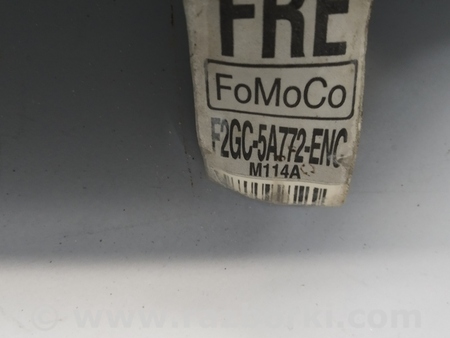 FRE
FoMoCo
F2GC-5A772-ENC
M114A